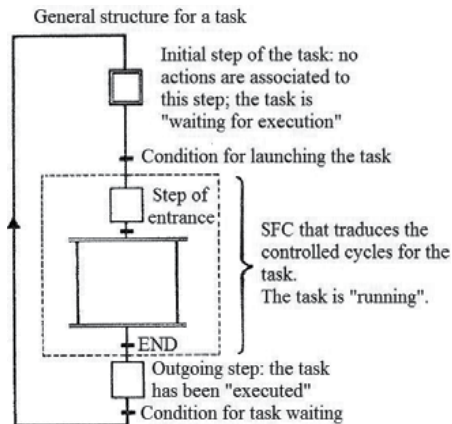 General structure for a task
Initial step of the task: no
actions are associated to
this step; the task is
"waiting for execution"
Condition for launching the task
Step of
entrance
SFC that traduces the
controlled cycles for the
task.
The task is "running".
END
Outgoing step: the task
has been "executed"
Condition for task waiting